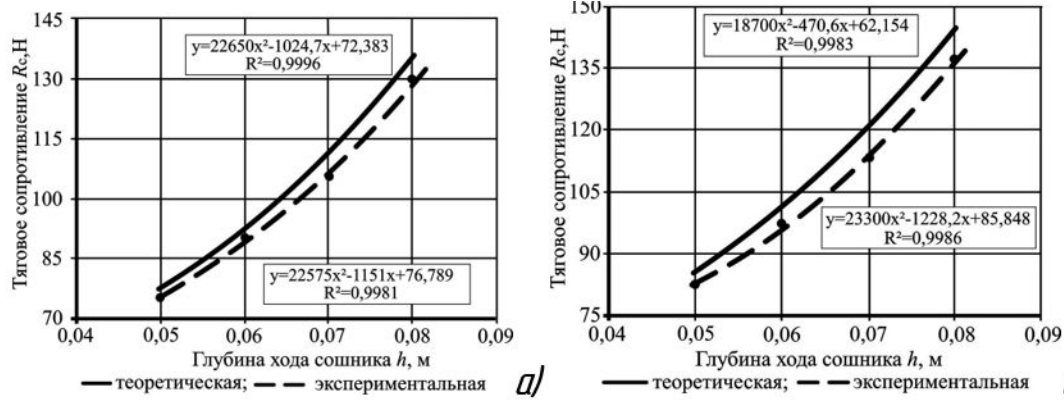 Тяговое сопротивление Rс,Н
145
130
115
100
85
70
y=22650x²-1024,7x+72,383
R²=0,9996
y=22575x²-1151x+76,789
R²=0,9981
0,04 0,05 0,06 0,07 0,08 0,09
Глубина хода сошника h, м
теоретическая; экспериментальная
а)
Тяговое сопротивление Rс,Н
150
135
120
105
90
75
y=18700x²-470,6x+62,154
R²=0,9983
y=23300x²-1228,2x+85,848
R²=0,9986
0,04 0,05 0,06 0,07 0,08 0,09
Глубина хода сошника h, м
теоретическая; экспериментальная